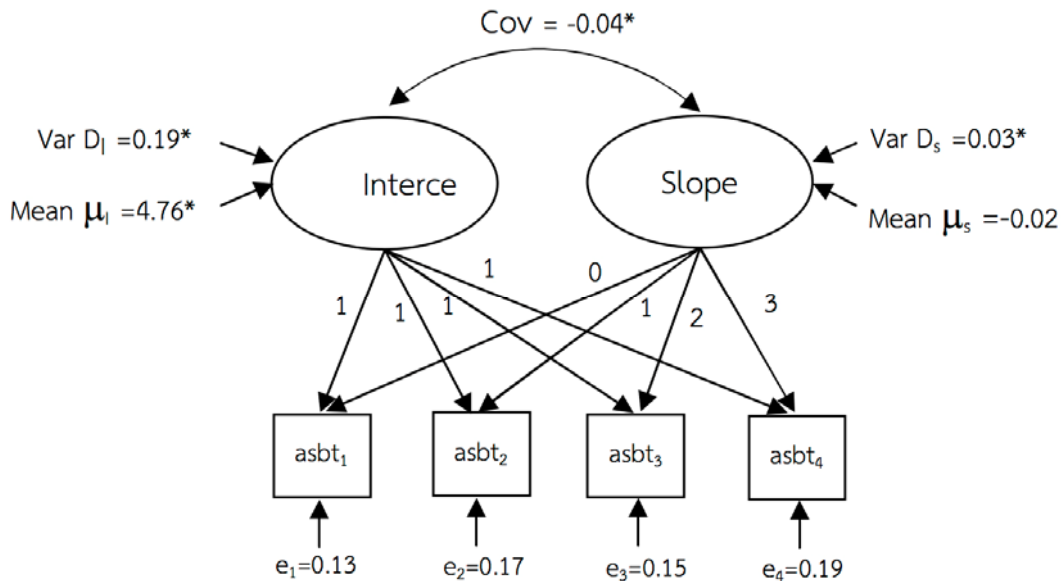 Cov = -0.04*
Var D_I =0.19*
Var D_s =0.03*
Interce
Slope
Mean μ_I =4.76*
Mean μ_s =-0.02
1
0
1
1
1
1
2
3
asbt₁
asbt₂
asbt₃
asbt₄
e₁=0.13
e₂=0.17
e₃=0.15
e₄=0.19